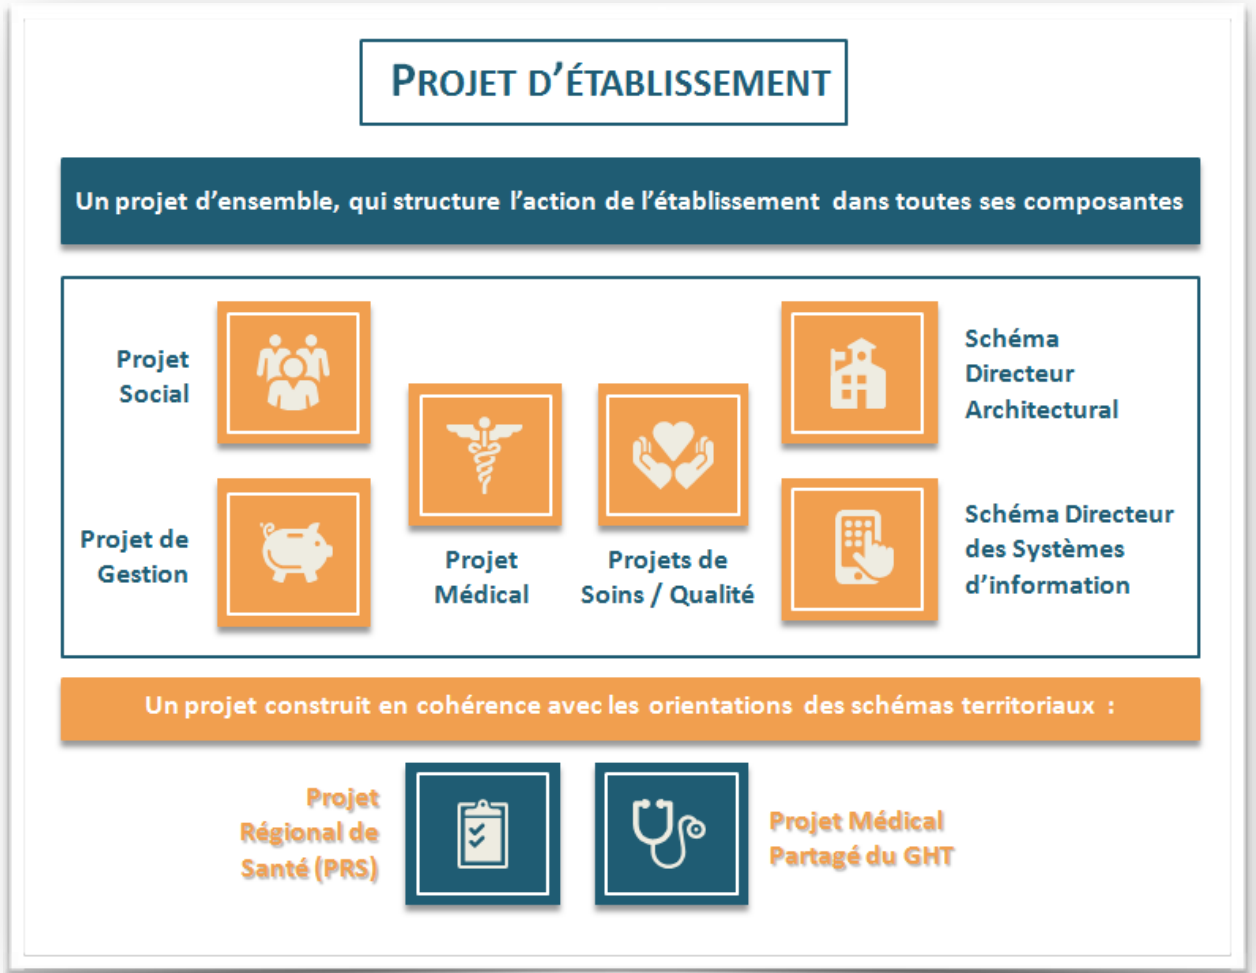 PROJET D'ÉTABLISSEMENT
Un projet d'ensemble, qui structure l'action de l'établissement dans toutes ses composantes
Projet
Social
Projet de
Gestion
Projet
Médical
Projets de
Soins / Qualité
Schéma
Directeur
Architectural
Schéma Directeur
des Systèmes
d'information
Un projet construit en cohérence avec les orientations des schémas territoriaux :
Projet
Régional de
Santé (PRS)
Projet Médical
Partagé du GHT